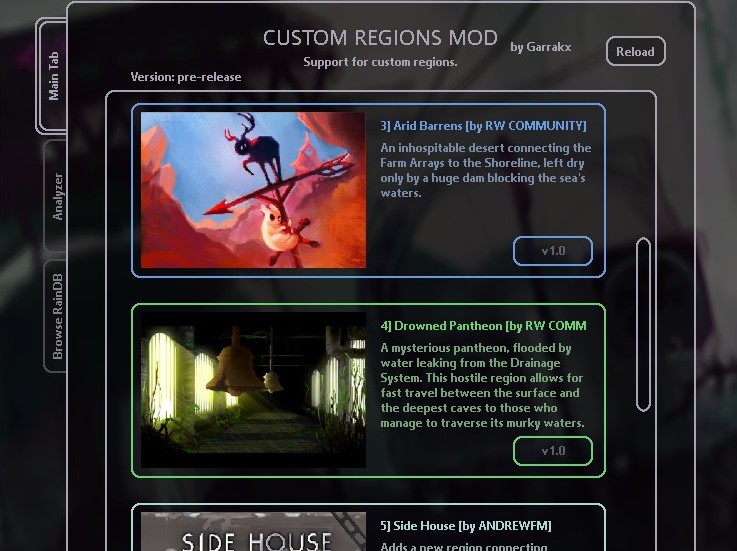 CUSTOM REGIONS MOD
by Garrakx
Reload
Support for custom regions.
Version: pre-release
Main Tab
Analyzer
Browse RainDB
3] Arid Barrens [by RW COMMUNITY]
An inhospitable desert connecting the
Farm Arrays to the Shoreline, left dry
only by a huge dam blocking the sea's
waters.
v1.0
4] Drowned Pantheon [by RW COMM
A mysterious pantheon, flooded by
water leaking from the Drainage
System. This hostile region allows for
fast travel between the surface and
the deepest caves to those who
manage to traverse its murky waters.
v1.0
SIDE HOUSE
5] Side House [by ANDREWFM]
Adds a new region connecting